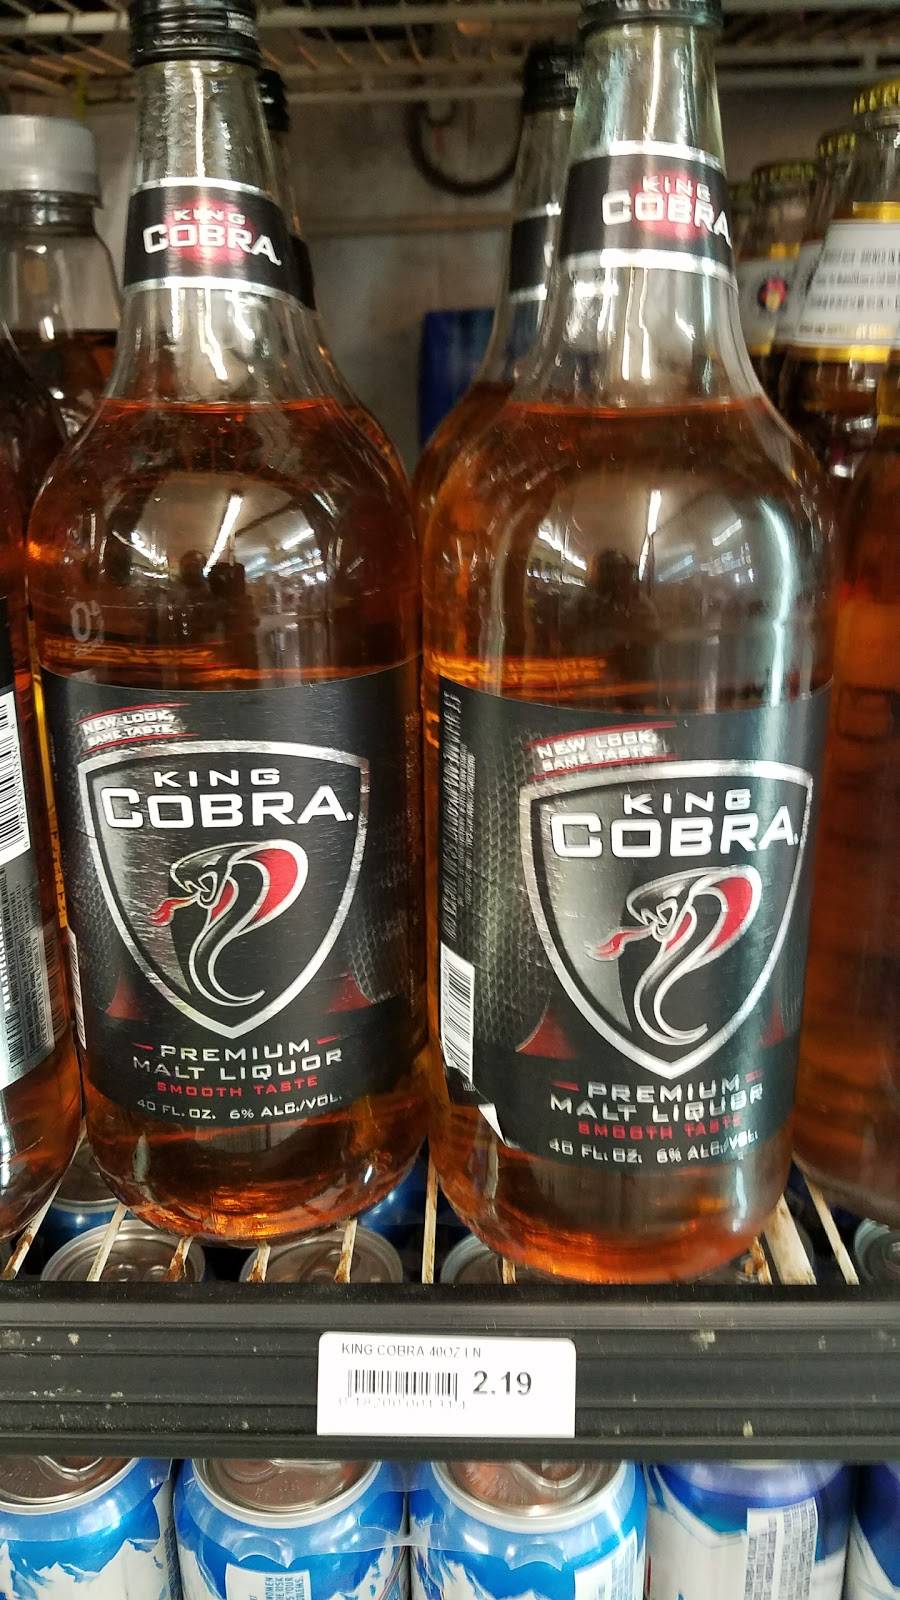 KING
COBRA
KING
COBRA
NEW LOOK,
SAME TASTE
KING
COBRA.
PREMIUM
MALT LIQUOR
SMOOTH TASTE
40 FL. OZ. 6% ALC./VOL.
NEW LOOK,
SAME TASTE
KING
COBRA.
PREMIUM
MALT LIQUOR
SMOOTH TASTE
40 FL. OZ. 6% ALC./VOL.
KING COBRA 40OZ LN
2.19